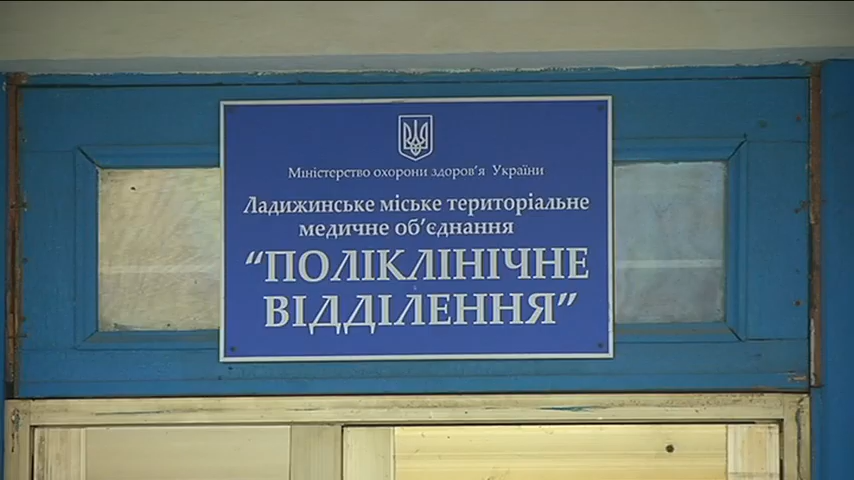 Міністерство охорони здоров'я України
Ладижинське міське територіальне
медичне об'єднання
“ПОЛІКЛІНІЧНЕ
ВІДДІЛЕННЯ”